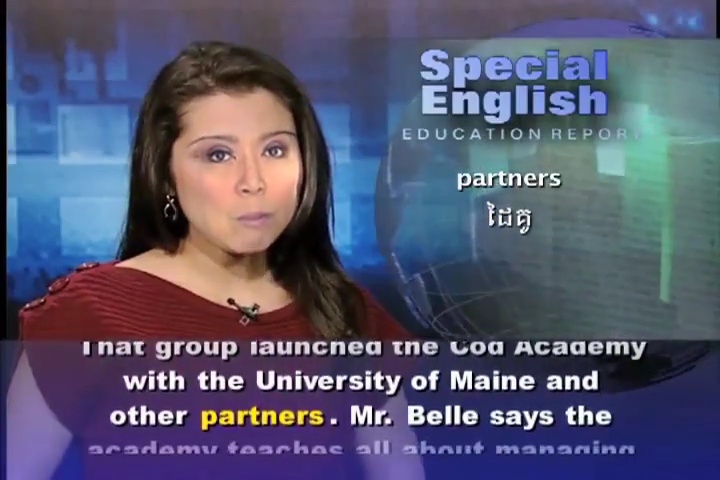 Special
English
EDUCATION REPORT
partners
ដៃគូ
That group launched the Cod Academy
with the University of Maine and
other partners. Mr. Belle says the
academy teaches all about managing